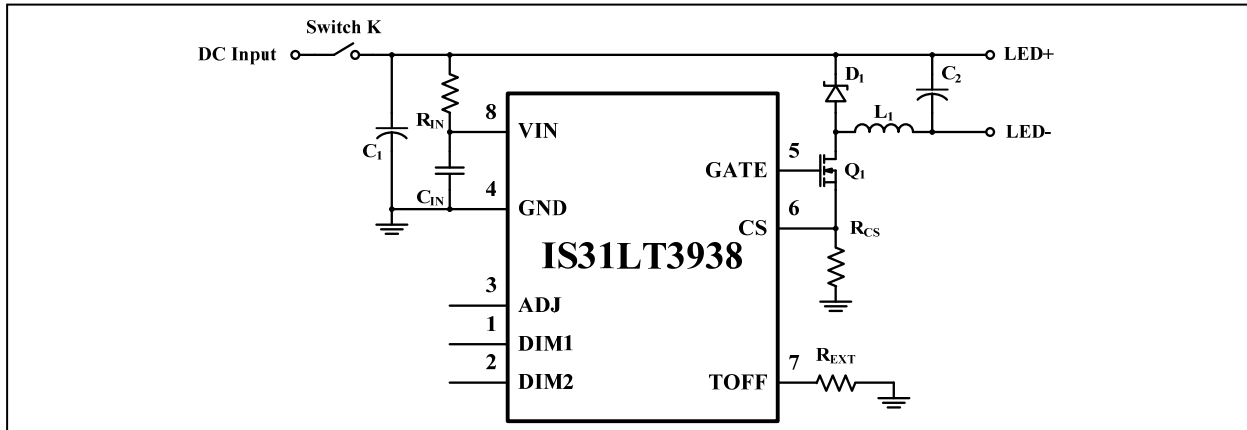 Switch K
DC Input
LED+
D1
C2
L1
LED-
RIN
8
VIN
C1
5
GATE
Q1
CIN
4
GND
6
CS
RCS
IS31LT3938
3
ADJ
1
DIM1
2
DIM2
7
TOFF
REXT